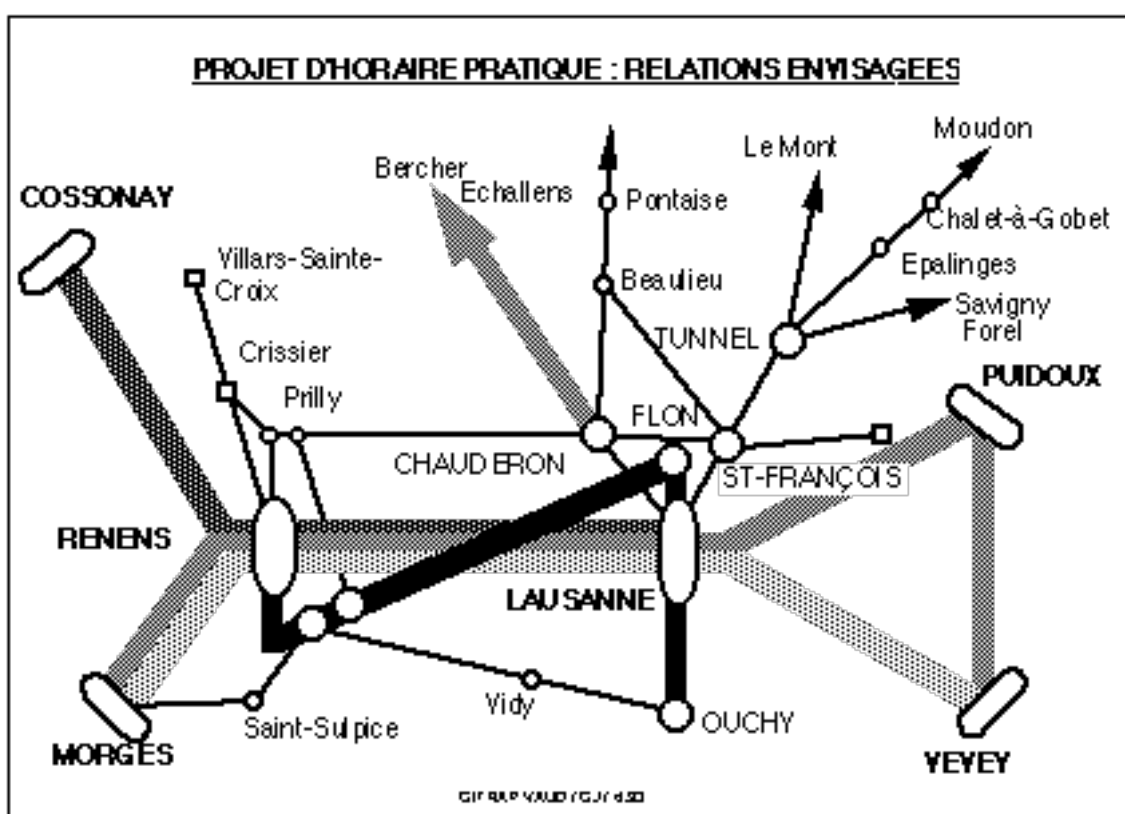 PROJET D'HORAIRE PRATIQUE : RELATIONS ENVISAGEES
Moudon
Le Mont
Bercher
Echallens
COSSONAY
Pontaise
Chalet-à-Gobet
Villars-Sainte-
Croix
Epalinges
Beaulieu
Savigny
Forel
TUNNEL
Crissier
PUIDOUX
Prilly
FLON
CHAUDERON
ST-FRANÇOIS
RENENS
LAUSANNE
Vidy
OUCHY
Saint-Sulpice
MORGES
VEVEY